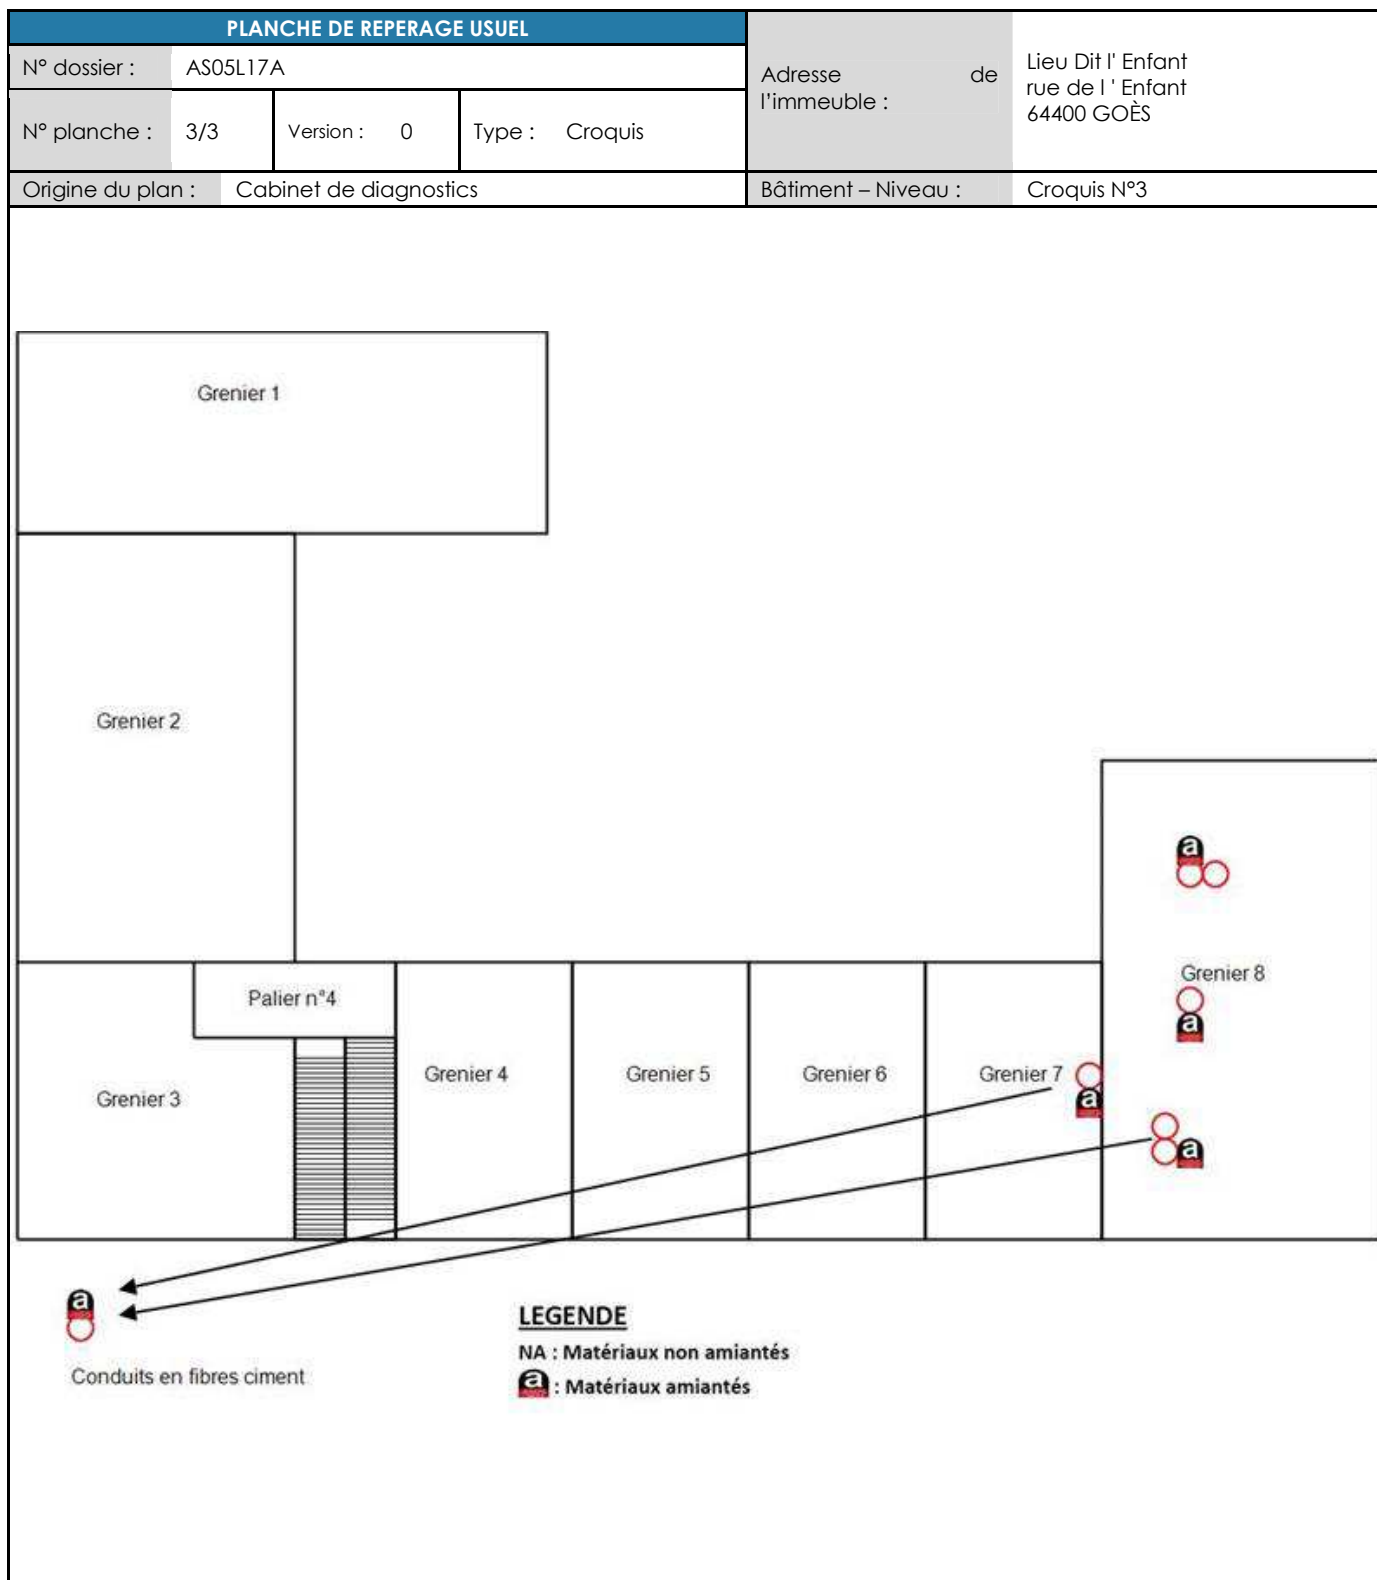 PLANCHE DE REPERAGE USUEL
N° dossier : AS05L17A
Adresse de l'immeuble :
Lieu Dit l' Enfant
rue de l ' Enfant
64400 GOÈS
N° planche : 3/3 Version : 0 Type : Croquis
Origine du plan : Cabinet de diagnostics
Bâtiment – Niveau : Croquis N°3
Grenier 1
Grenier 2
a
Grenier 8
Palier n°4
a
Grenier 3
Grenier 4
Grenier 5
Grenier 6
Grenier 7
a
a
a
Conduits en fibres ciment
LEGENDE
NA : Matériaux non amiantés
a : Matériaux amiantés